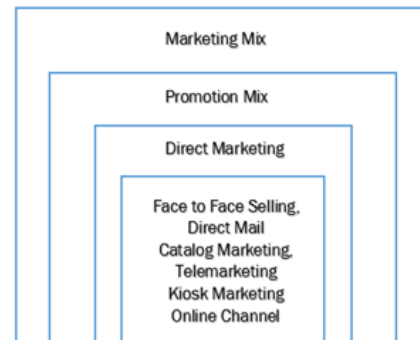 Marketing Mix
Promotion Mix
Direct Marketing
Face to Face Selling,
Direct Mail
Catalog Marketing,
Telemarketing
Kiosk Marketing
Online Channel